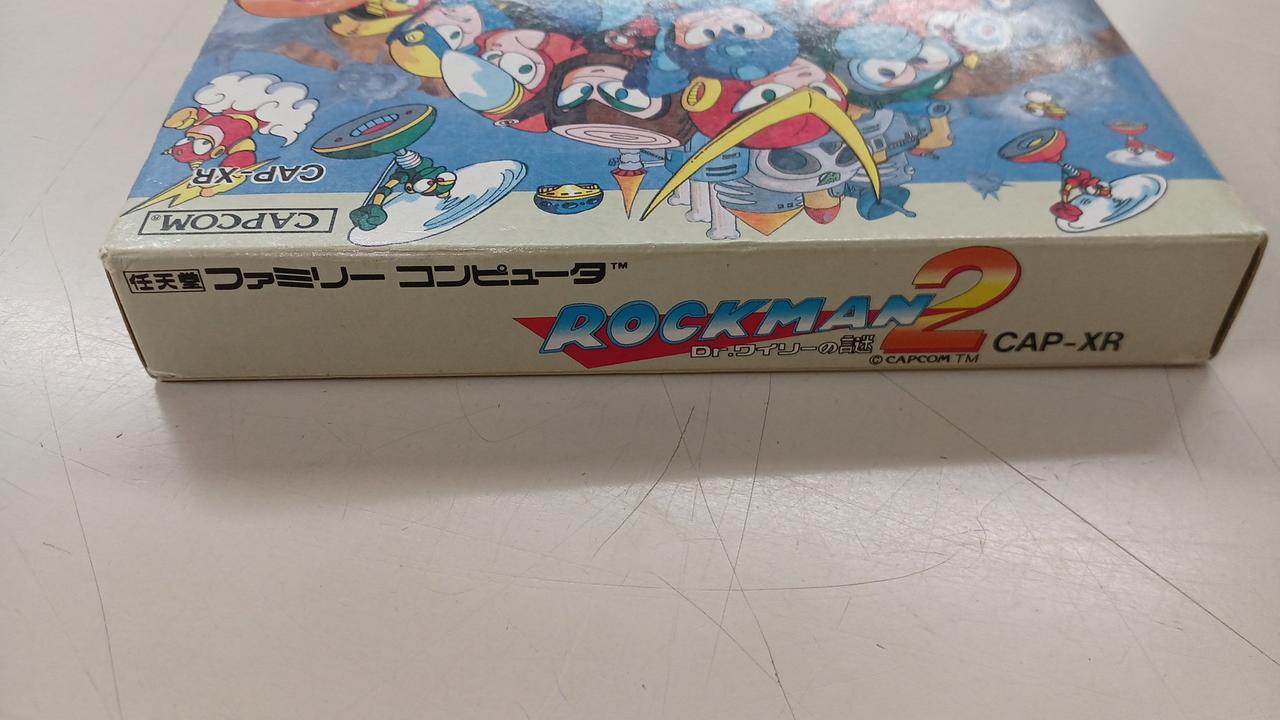 CAP-XR
CAPCOM®
任天堂 ファミリー コンピュータ™
ROCKMAN 2
Dr.ワイリーの謎
© CAPCOM TM
CAP-XR